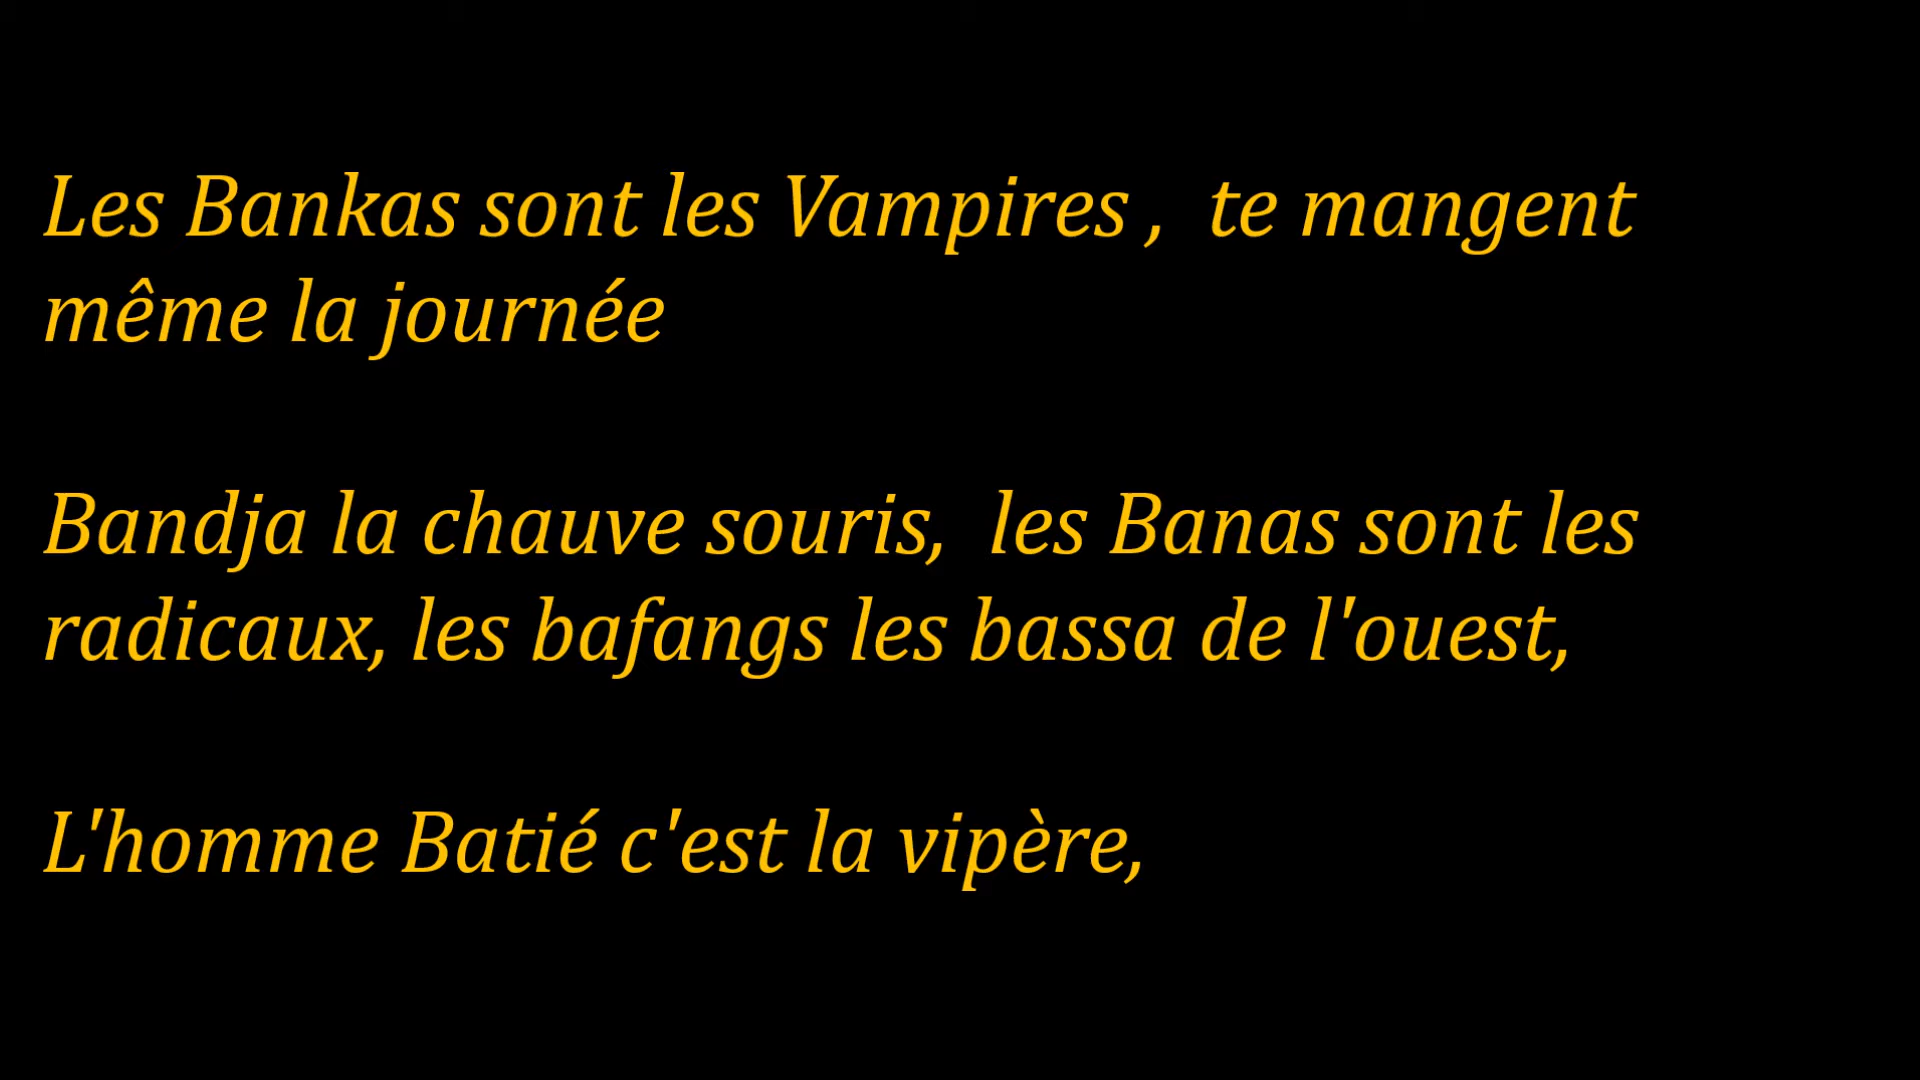 Les Bankas sont les Vampires ,  te mangent
même la journée
Bandja la chauve souris,  les Banas sont les
radicaux, les bafangs les bassa de l'ouest,
L'homme Batié c'est la vipère,